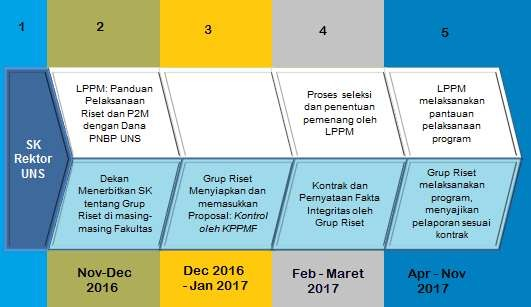 1
2
3
4
5
SK
Rektor
UNS
LPPM: Panduan
Pelaksanaan
Riset dan P2M
dengan Dana
PNBP UNS
Proses seleksi
dan penentuan
pemenang oleh
LPPM
LPPM
melaksanakan
pantauan
pelaksanaan
program
Dekan
Menerbitkan SK
tentang Grup
Riset di masing-
masing Fakultas
Grup Riset
Menyiapkan dan
memasukkan
Proposal: Kontrol
oleh KPPMF
Kontrak dan
Pernyataan Fakta
Integritas oleh
Grup Riset
Grup Riset
melaksanakan
program,
menyajikan
pelaporan sesuai
kontrak
Nov-Dec
2016
Dec 2016
- Jan 2017
Feb - Maret
2017
Apr - Nov
2017